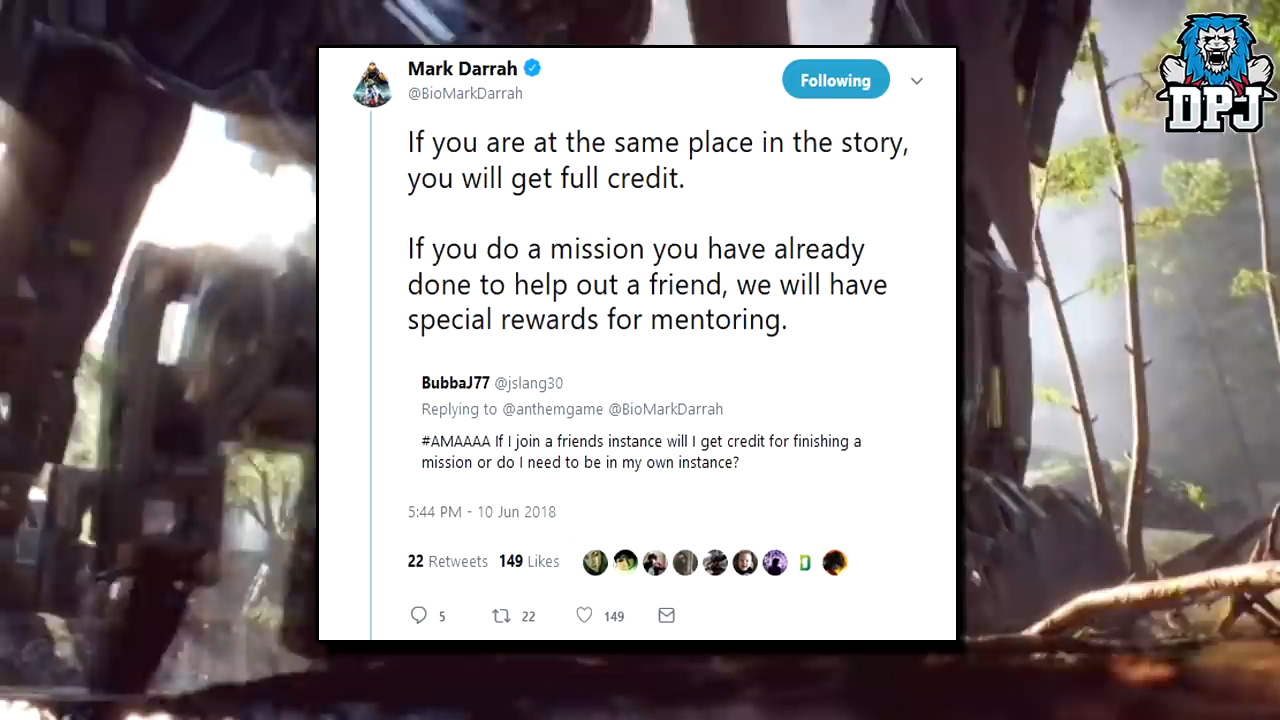 DPJ
Mark Darrah
@BioMarkDarrah
Following
If you are at the same place in the story,
you will get full credit.
If you do a mission you have already
done to help out a friend, we will have
special rewards for mentoring.
BubbaJ77 @jslang30
Replying to @anthemgame @BioMarkDarrah
#AMAAAA If I join a friends instance will I get credit for finishing a
mission or do I need to be in my own instance?
5:44 PM - 10 Jun 2018
22 Retweets 149 Likes
D
5 22 149